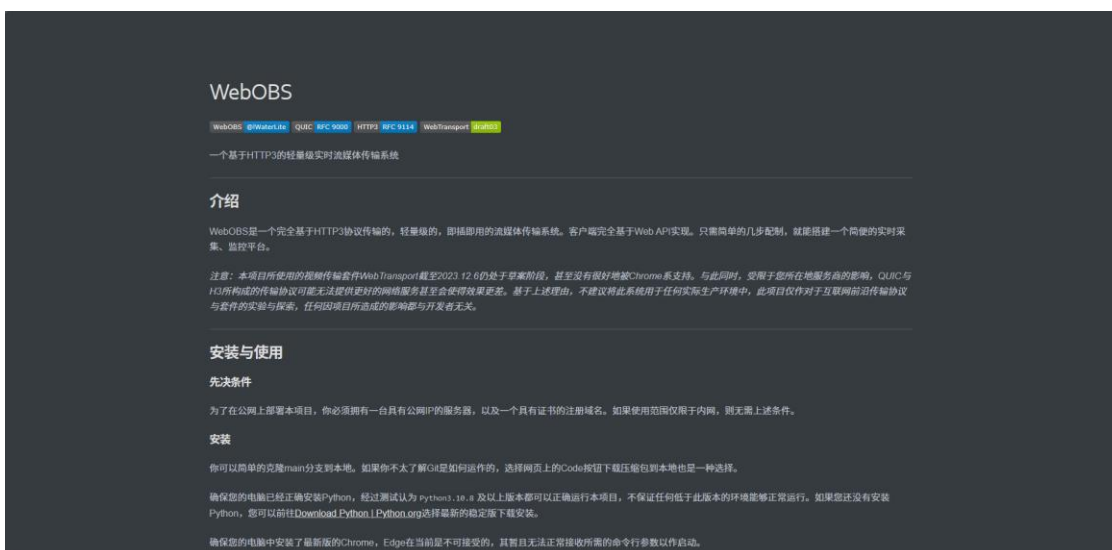 WebOBS
WebOBS @iWaterLite QUIC RFC 9000 HTTP3 RFC 9114 WebTransport draft03
一个基于HTTP3的轻量级实时流媒体传输系统
介绍
WebOBS是一个完全基于HTTP3协议传输的，轻量级的，即插即用的流媒体传输系统。客户端完全基于Web API实现。只需简单的几步配制，就能搭建一个简便的实时采
集、监控平台。
注意：本项目所使用的视频传输套件WebTransport截至2023.12.6仍处于草案阶段，甚至没有很好地被Chrome系支持。与此同时，受限于您所在地服务商的影响，QUIC与
H3所构成的传输协议可能无法提供更好的网络服务甚至会使得效果更差。基于上述理由，不建议将此系统用于任何实际生产环境中，此项目仅作对于互联网前沿传输协议
与套件的实验与探索，任何因项目所造成的影响都与开发者无关。
安装与使用
先决条件
为了在公网上部署本项目，你必须拥有一台具有公网IP的服务器，以及一个具有证书的注册域名。如果使用范围仅限于内网，则无需上述条件。
安装
你可以简单的克隆main分支到本地。如果你不太了解Git是如何运作的，选择网页上的Code按钮下载压缩包到本地也是一种选择。
确保您的电脑已经正确安装Python，经过测试认为 Python3.10.8 及以上版本都可以正确运行本项目，不保证任何低于此版本的环境能够正常运行。如果您还没有安装
Python，您可以前往Download Python | Python.org选择最新的稳定版下载安装。
确保您的电脑中安装了最新版的Chrome，Edge在当前是不可接受的，其暂且无法正常接收所需的命令行参数以作启动。